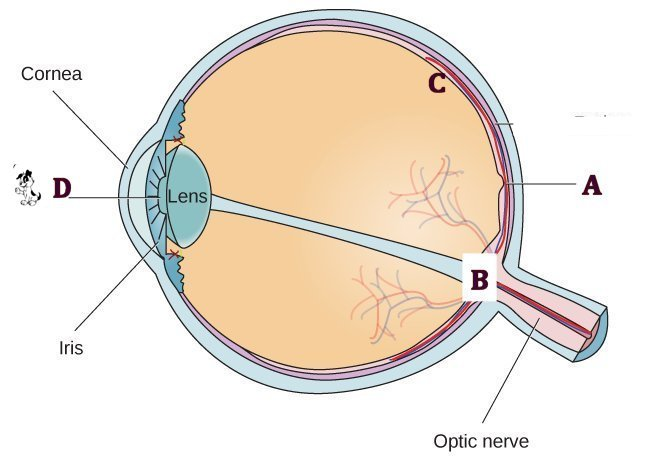 Cornea
C
D
Lens
A
B
Iris
Optic nerve